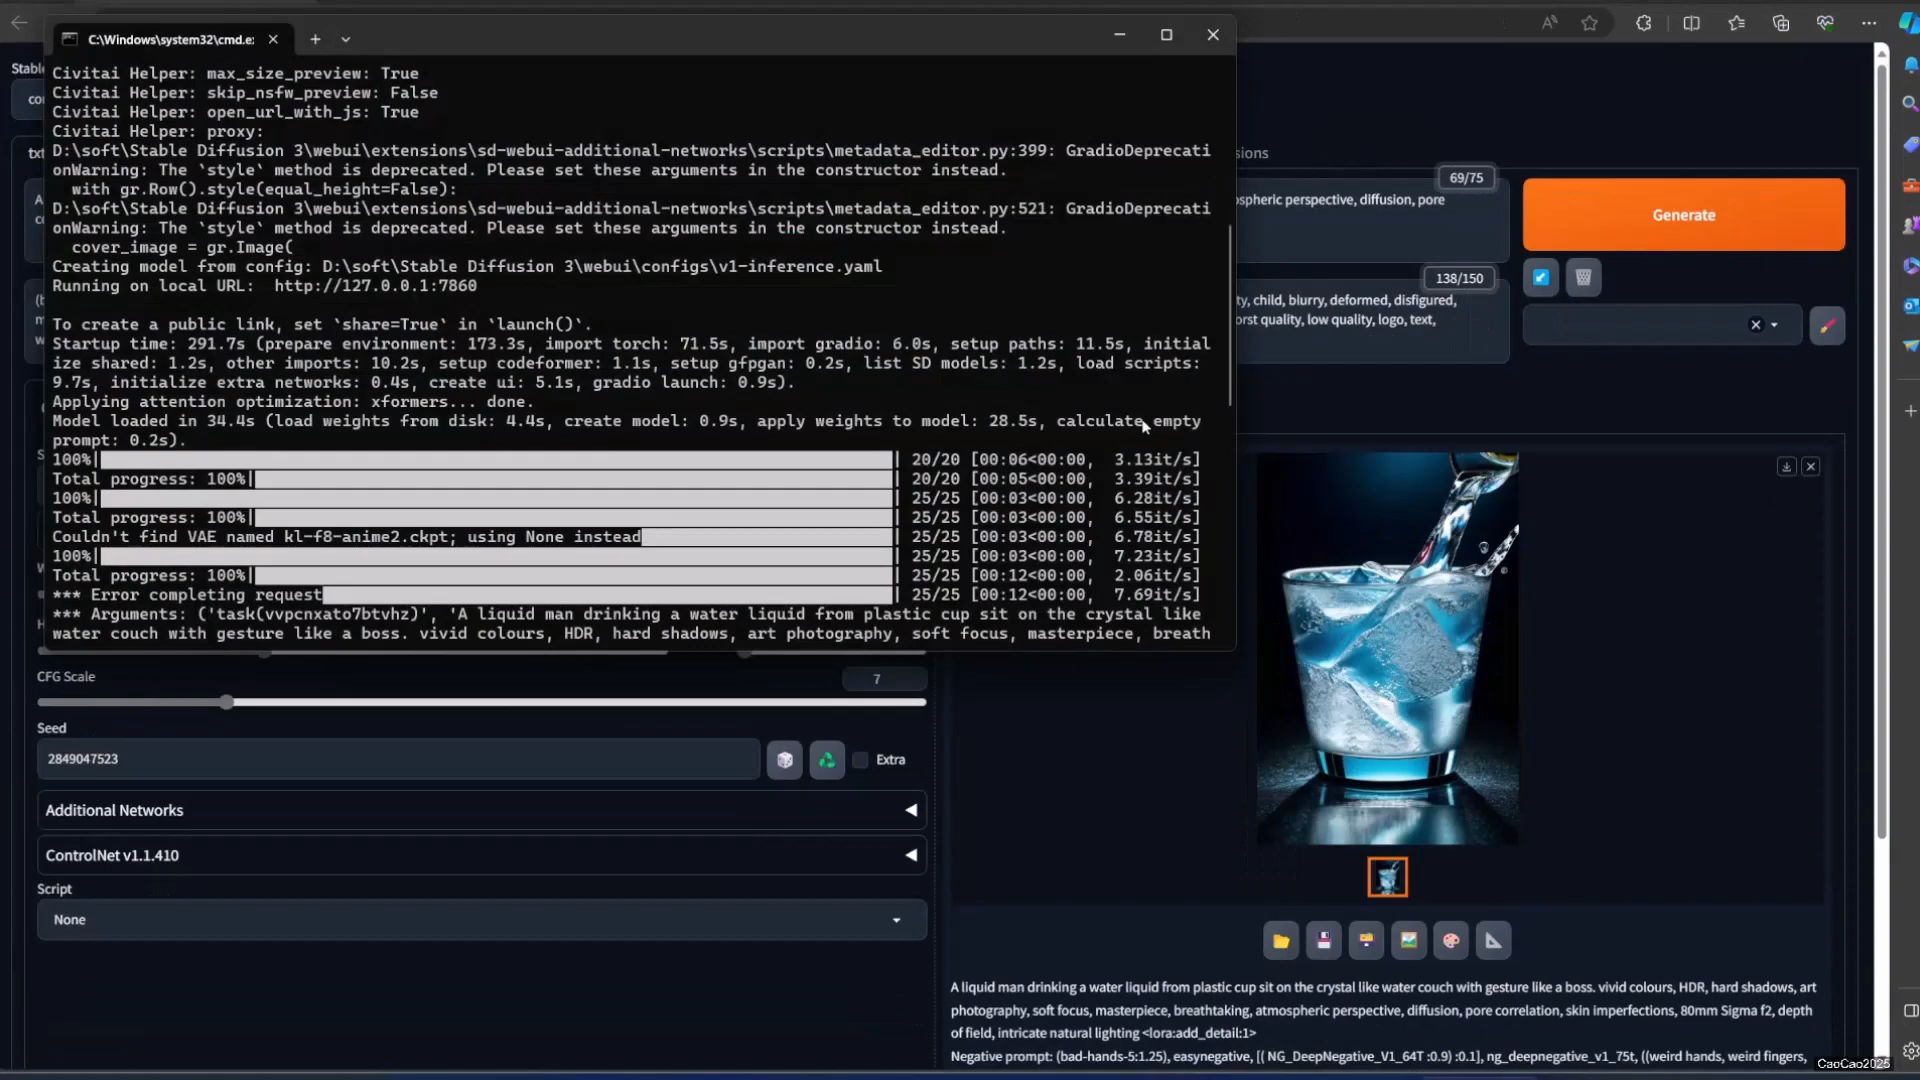 C:\Windows\system32\cmd.e
Civitai Helper: max_size_preview: True
Civitai Helper: skip_nsfw_preview: False
Civitai Helper: open_url_with_js: True
Civitai Helper: proxy:
D:\soft\Stable Diffusion 3\webui\extensions\sd-webui-additional-networks\scripts\metadata_editor.py:399: GradioDeprecati
onWarning: The `style` method is deprecated. Please set these arguments in the constructor instead.
with gr.Row().style(equal_height=False):
D:\soft\Stable Diffusion 3\webui\extensions\sd-webui-additional-networks\scripts\metadata_editor.py:521: GradioDeprecati
onWarning: The `style` method is deprecated. Please set these arguments in the constructor instead.
cover_image = gr.Image(
Creating model from config: D:\soft\Stable Diffusion 3\webui\configs\v1-inference.yaml
Running on local URL:  http://127.0.0.1:7860
To create a public link, set `share=True` in `launch()`.
Startup time: 291.7s (prepare environment: 173.3s, import torch: 71.5s, import gradio: 6.0s, setup paths: 11.5s, initial
ize shared: 1.2s, other imports: 10.2s, setup codeformer: 1.1s, setup gfpgan: 0.2s, list SD models: 1.2s, load scripts:
9.7s, initialize extra networks: 0.4s, create ui: 5.1s, gradio launch: 0.9s).
Applying attention optimization: xformers... done.
Model loaded in 34.4s (load weights from disk: 4.4s, create model: 0.9s, apply weights to model: 28.5s, calculate empty
prompt: 0.2s).
100%| | 20/20 [00:06<00:00,  3.13it/s]
Total progress: 100%| | 20/20 [00:05<00:00,  3.39it/s]
100%| | 25/25 [00:03<00:00,  6.28it/s]
Total progress: 100%| | 25/25 [00:03<00:00,  6.55it/s]
Couldn't find VAE named kl-f8-anime2.ckpt; using None instead | 25/25 [00:03<00:00,  6.78it/s]
100%| | 25/25 [00:03<00:00,  7.23it/s]
Total progress: 100%| | 25/25 [00:12<00:00,  2.06it/s]
*** Error completing request | 25/25 [00:12<00:00,  7.69it/s]
*** Arguments: ('task(vvpcnxato7btvhz)', 'A liquid man drinking a water liquid from plastic cup sit on the crystal like
water couch with gesture like a boss. vivid colours, HDR, hard shadows, art photography, soft focus, masterpiece, breath
Stable
txt
sions
69/75
spheric perspective, diffusion, pore
Generate
138/150
ty, child, blurry, deformed, disfigured,
orst quality, low quality, logo, text,
CFG Scale
7
Seed
2849047523
Extra
Additional Networks
ControlNet v1.1.410
Script
None
A liquid man drinking a water liquid from plastic cup sit on the crystal like water couch with gesture like a boss. vivid colours, HDR, hard shadows, art
photography, soft focus, masterpiece, breathtaking, atmospheric perspective, diffusion, pore correlation, skin imperfections, 80mm Sigma f2, depth
of field, intricate natural lighting <lora:add_detail:1>
Negative prompt: (bad-hands-5:1.25), easynegative, [( NG_DeepNegative_V1_64T :0.9) :0.1], ng_deepnegative_v1_75t, ((weird hands, weird fingers,
CaoCao2025